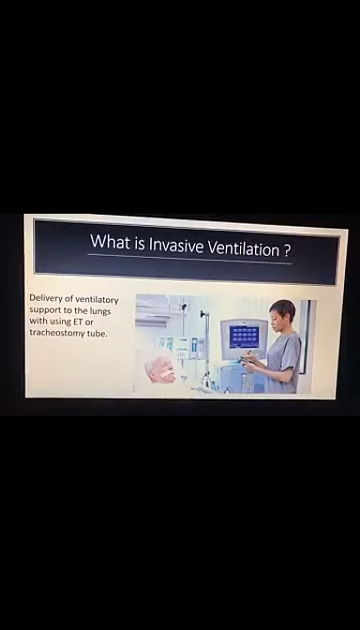 What is Invasive Ventilation ?
Delivery of ventilatory
support to the lungs
with using ET or
tracheostomy tube.